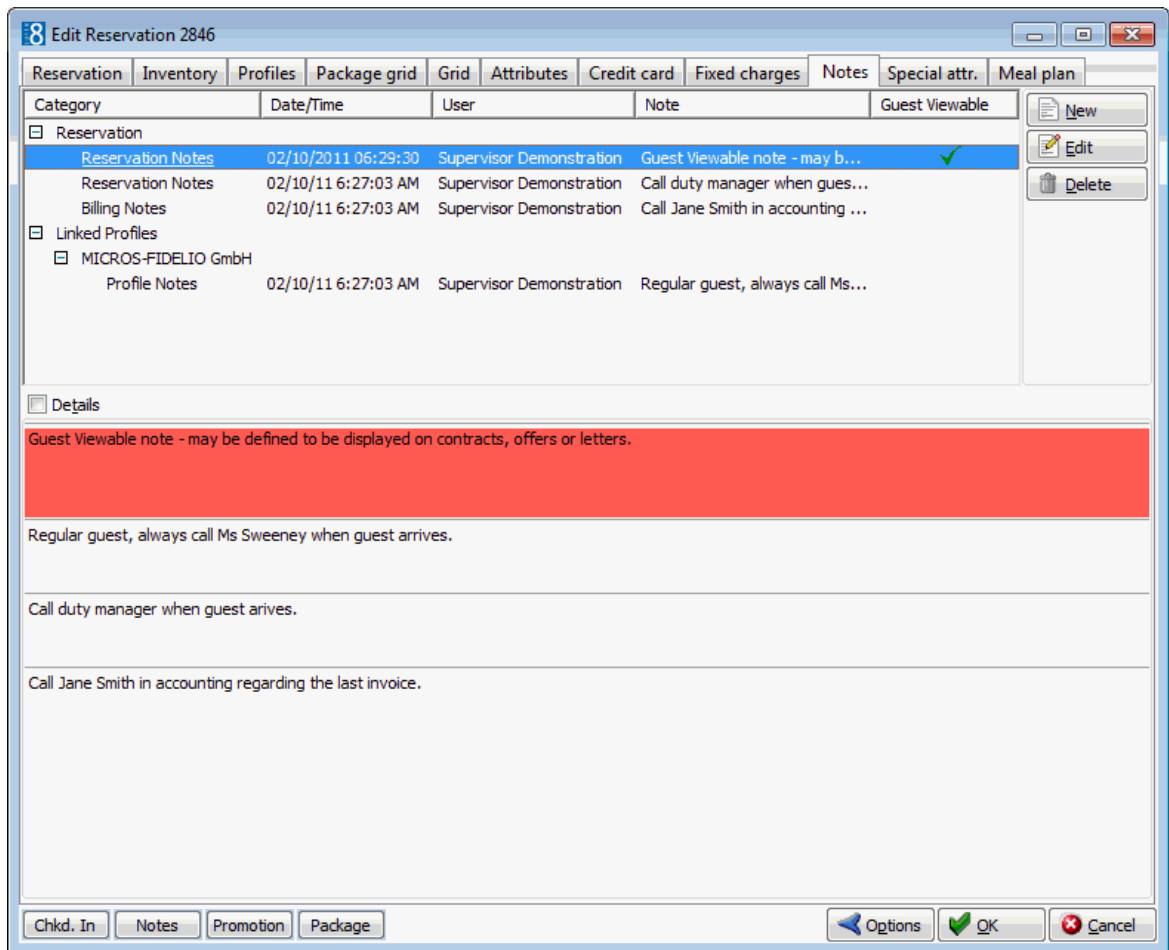 8 Edit Reservation 2846
Reservation Inventory Profiles Package grid Grid Attributes Credit card Fixed charges Notes Special attr. Meal plan
Category Date/Time User Note Guest Viewable
New
Reservation
Reservation Notes 02/10/2011 06:29:30 Supervisor Demonstration Guest Viewable note - may b...
Edit
Reservation Notes 02/10/11 6:27:03 AM Supervisor Demonstration Call duty manager when gues...
Delete
Billing Notes 02/10/11 6:27:03 AM Supervisor Demonstration Call Jane Smith in accounting ...
Linked Profiles
MICROS-FIDELIO GmbH
Profile Notes 02/10/11 6:27:03 AM Supervisor Demonstration Regular guest, always call Ms...
Details
Guest Viewable note - may be defined to be displayed on contracts, offers or letters.
Regular guest, always call Ms Sweeney when guest arrives.
Call duty manager when guest arives.
Call Jane Smith in accounting regarding the last invoice.
Chkd. In Notes Promotion Package Options OK Cancel